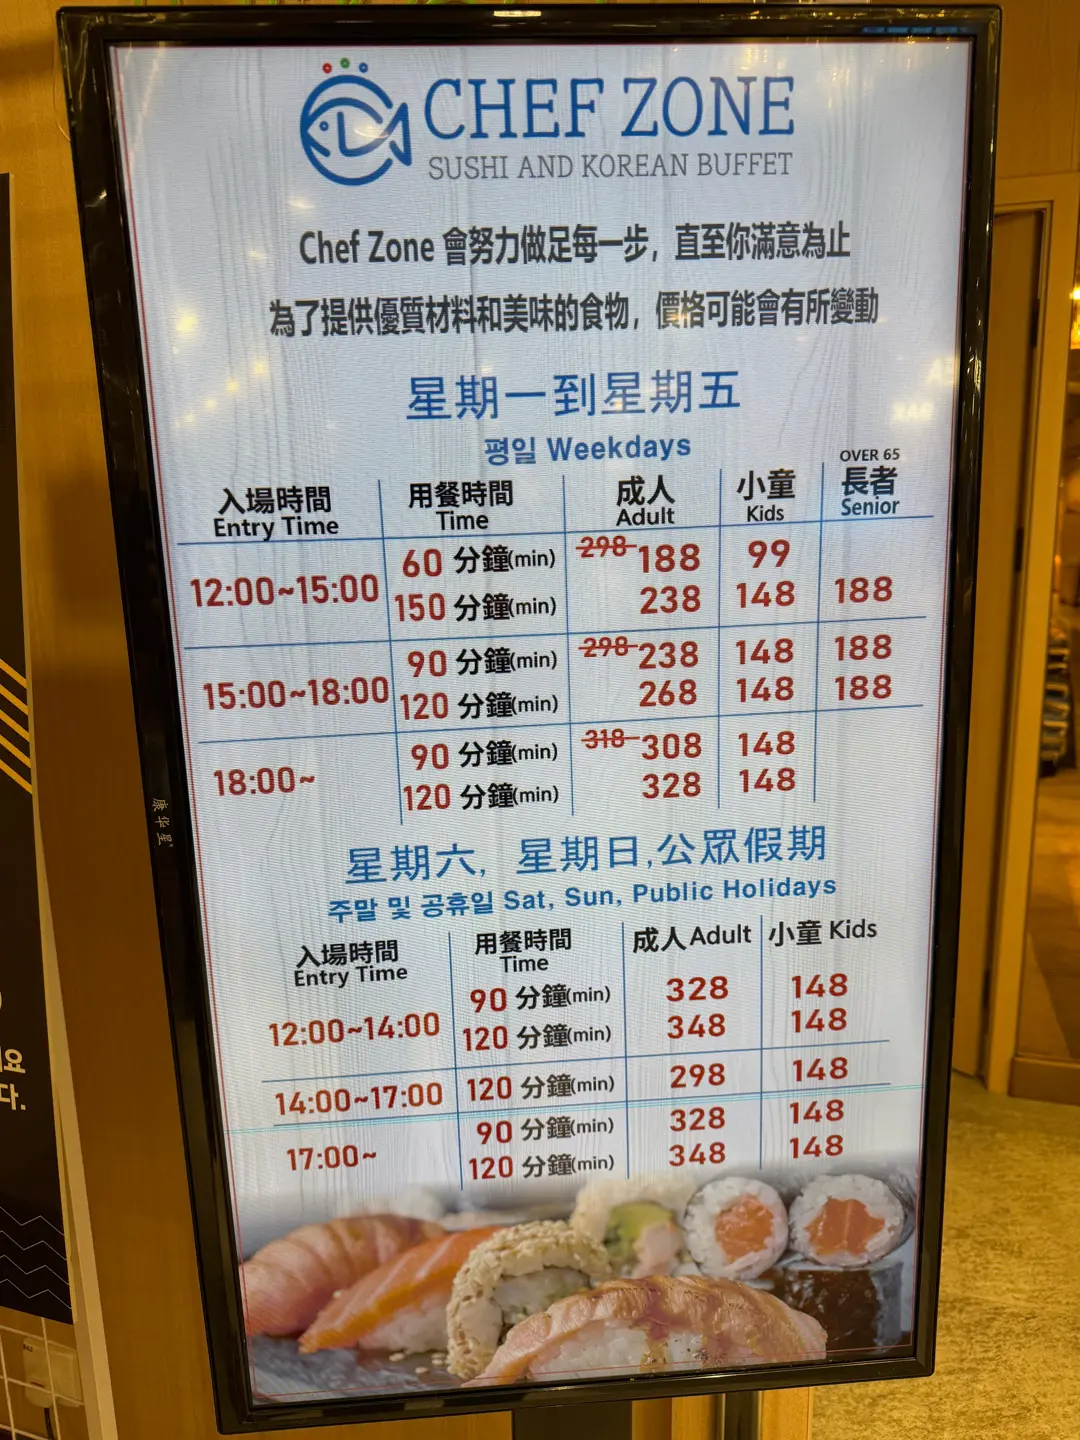 CHEF ZONE
SUSHI AND KOREAN BUFFET
Chef Zone 會努力做足每一步，直至你滿意為止
為了提供優質材料和美味的食物，價格可能會有所變動
星期一到星期五
평일 Weekdays
入場時間 用餐時間 成人 小童 OVER 65 長者
Entry Time Time Adult Kids Senior
12:00~15:00 60 分鐘(min) 298 188 99
150 分鐘(min) 238 148 188
15:00~18:00 90 分鐘(min) 298 238 148 188
120 分鐘(min) 268 148 188
18:00~ 90 分鐘(min) 318 308 148
120 分鐘(min) 328 148
星期六, 星期日,公眾假期
주말 및 공휴일 Sat, Sun, Public Holidays
入場時間 用餐時間 成人 Adult 小童 Kids
Entry Time Time
12:00~14:00 90 分鐘(min) 328 148
120 分鐘(min) 348 148
14:00~17:00 120 分鐘(min) 298 148
17:00~ 90 分鐘(min) 328 148
120 分鐘(min) 348 148
康华星
요
다.